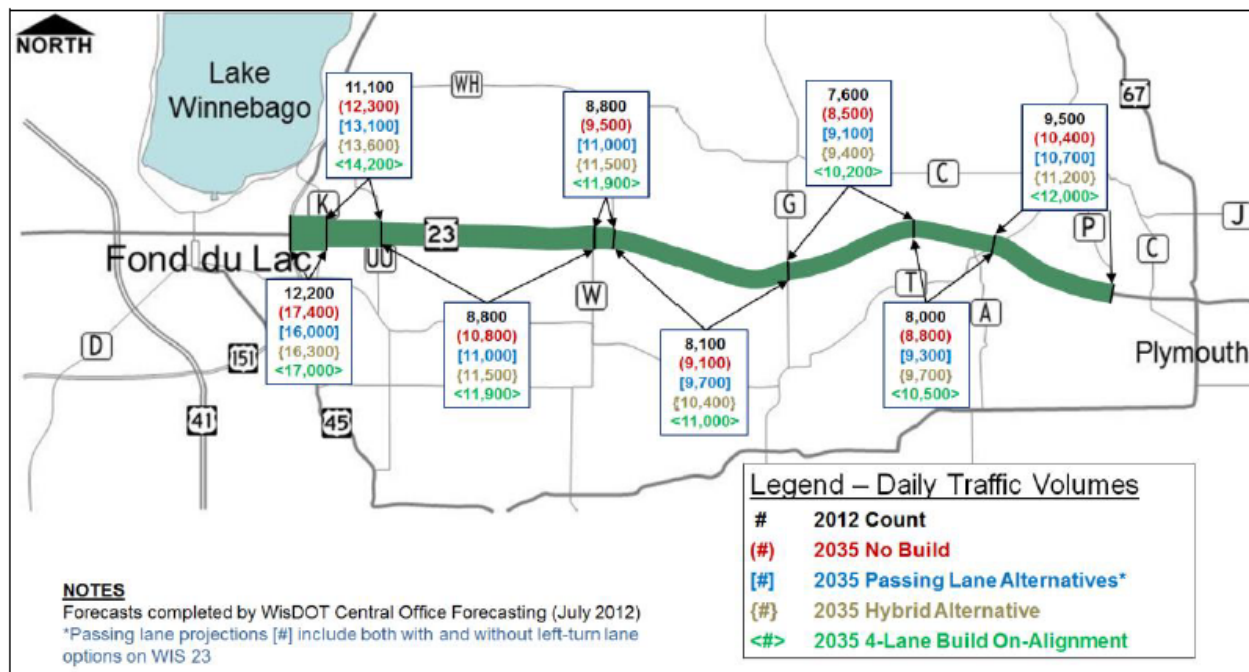 NORTH
Lake
Winnebago
11,100
(12,300)
[13,100]
{13,600}
<14,200>
WH
8,800
(9,500)
[11,000]
{11,500}
<11,900>
7,600
(8,500)
[9,100]
{9,400}
<10,200>
67
9,500
(10,400)
[10,700]
{11,200}
<12,000>
C
K
23
G
P
J
C
Fond du Lac
UU
W
T
A
12,200
(17,400)
[16,000]
{16,300}
<17,000>
8,800
(10,800)
[11,000]
{11,500}
<11,900>
8,100
(9,100)
[9,700]
{10,400}
<11,000>
8,000
(8,800)
[9,300]
{9,700}
<10,500>
D
151
41
45
Plymouth
Legend – Daily Traffic Volumes
# 2012 Count
(#) 2035 No Build
[#] 2035 Passing Lane Alternatives*
{#} 2035 Hybrid Alternative
<#> 2035 4-Lane Build On-Alignment
NOTES
Forecasts completed by WisDOT Central Office Forecasting (July 2012)
*Passing lane projections [#] include both with and without left-turn lane
options on WIS 23